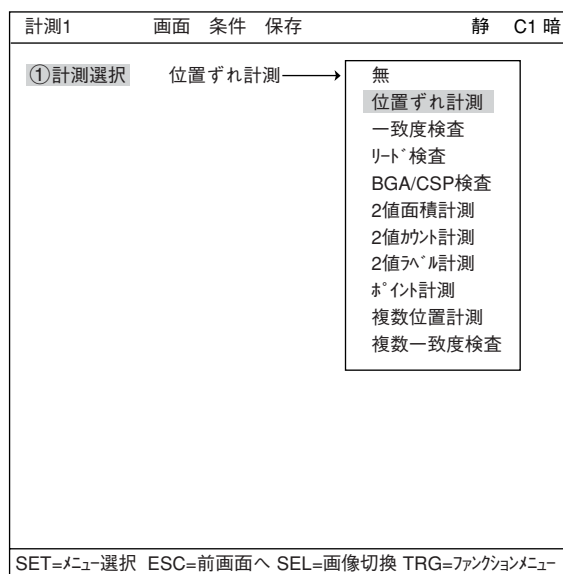 計測1 画面 条件 保存 静 C1 暗
①計測選択 位置ずれ計測 無
位置ずれ計測
一致度検査
ﾘｰﾄﾞ検査
BGA/CSP検査
2値面積計測
2値ｶｳﾝﾄ計測
2値ﾗﾍﾞﾙ計測
ﾎﾟｲﾝﾄ計測
複数位置計測
複数一致度検査
SET=ﾒﾆｭｰ選択 ESC=前画面へ SEL=画像切換 TRG=ﾌｧﾝｸｼｮﾝﾒﾆｭｰ